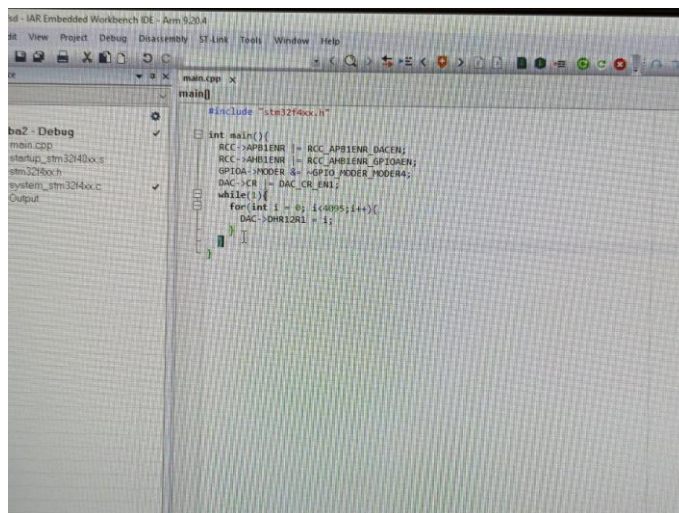 sd - IAR Embedded Workbench IDE - Arm 9.20.4
dit View Project Debug Disassembly ST-Link Tools Window Help
main.cpp x
main()
ba2 - Debug
main.cpp
startup_stm32f40xx.s
stm32f4xx.h
system_stm32f4xx.c
Output
#include "stm32f4xx.h"
int main(){
RCC->APB1ENR |= RCC_APB1ENR_DACEN;
RCC->AHB1ENR |= RCC_AHB1ENR_GPIOAEN;
GPIOA->MODER &= ~GPIO_MODER_MODER4;
DAC->CR |= DAC_CR_EN1;
while(1){
for(int i = 0; i<4095;i++){
DAC->DHR12R1 = i;
}
}
}